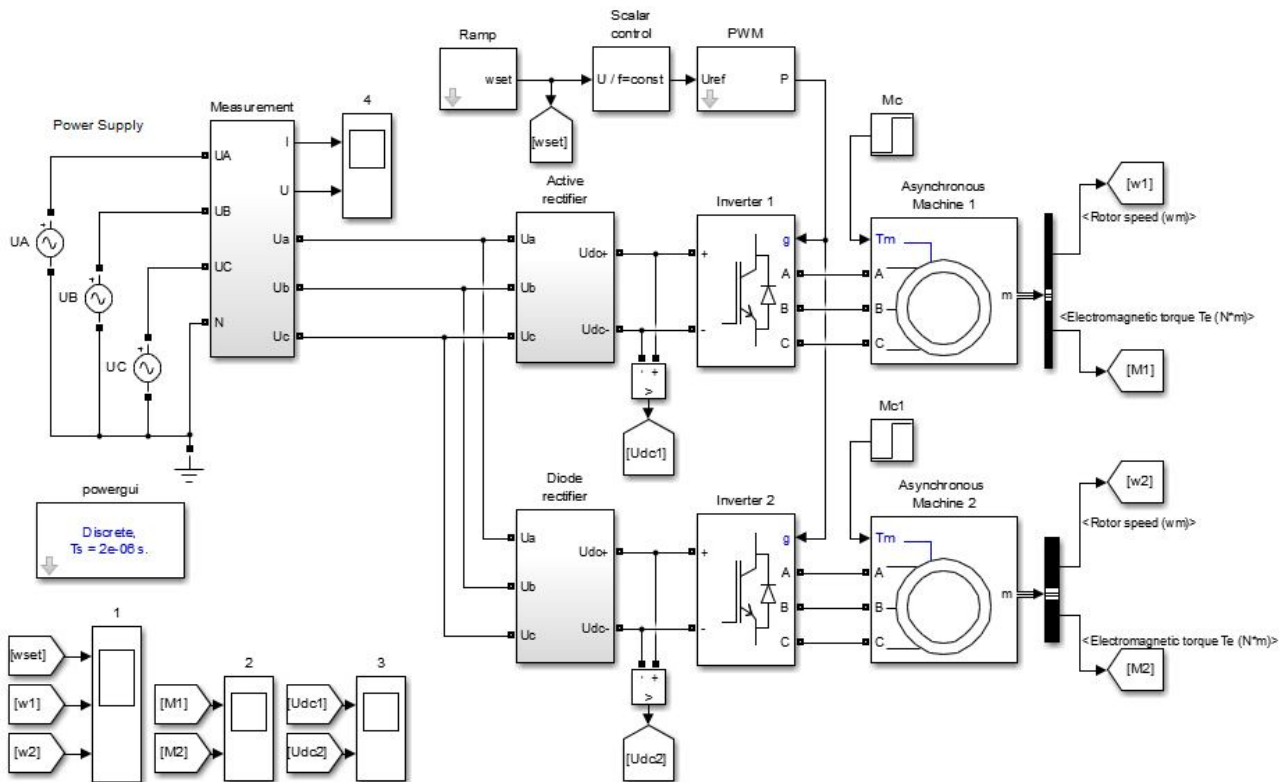 Ramp
wset
Scalar
control
U / f=const
PWM
Uref
P
[wset]
Power Supply
Measurement
UA
UB
UC
N
I
U
Ua
Ub
Uc
4
UA
UB
UC
Active
rectifier
Ua
Ub
Uc
Udc+
Udc-
Inverter 1
+
-
g
A
B
C
Mc
Asynchronous
Machine 1
Tm
A
B
C
m
[w1]
<Rotor speed (wm)>
<Electromagnetic torque Te (N*m)>
[M1]
- +
v
[Udc1]
powergui
Discrete,
Ts = 2e-06 s.
Diode
rectifier
Ua
Ub
Uc
Udc+
Udc-
Inverter 2
+
-
g
A
B
C
Mc1
Asynchronous
Machine 2
Tm
A
B
C
m
[w2]
<Rotor speed (wm)>
<Electromagnetic torque Te (N*m)>
[M2]
- +
v
[Udc2]
1
[wset]
[w1]
[w2]
2
[M1]
[M2]
3
[Udc1]
[Udc2]